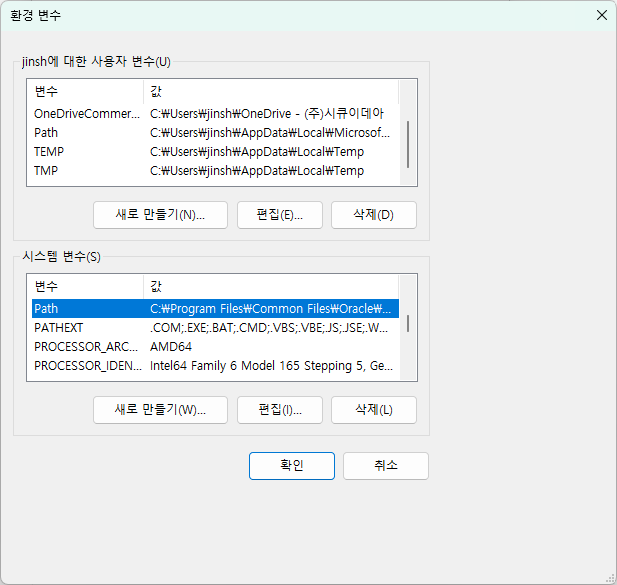 환경 변수
jinsh에 대한 사용자 변수(U)
변수 값
OneDriveCommer... C:₩Users₩jinsh₩OneDrive - (주)시큐이데아
Path C:₩Users₩jinsh₩AppData₩Local₩Microsof...
TEMP C:₩Users₩jinsh₩AppData₩Local₩Temp
TMP C:₩Users₩jinsh₩AppData₩Local₩Temp
새로 만들기(N)... 편집(E)... 삭제(D)
시스템 변수(S)
변수 값
Path C:₩Program Files₩Common Files₩Oracle₩...
PATHEXT .COM;.EXE;.BAT;.CMD;.VBS;.VBE;.JS;.JSE;.W...
PROCESSOR_ARC... AMD64
PROCESSOR_IDEN... Intel64 Family 6 Model 165 Stepping 5, Ge...
새로 만들기(W)... 편집(I)... 삭제(L)
확인 취소